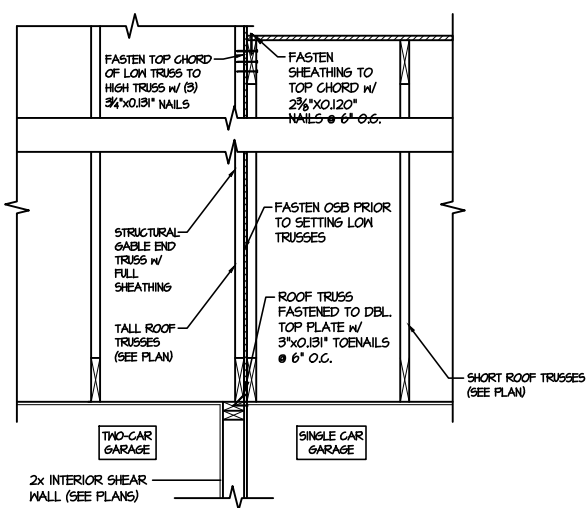 FASTEN TOP CHORD
OF LOW TRUSS TO
HIGH TRUSS w/ (3)
3¼"x0.131" NAILS
FASTEN
SHEATHING TO
TOP CHORD w/
2⅜"X0.120"
NAILS @ 6" O.C.
STRUCTURAL
GABLE END
TRUSS w/
FULL
SHEATHING
FASTEN OSB PRIOR
TO SETTING LOW
TRUSSES
TALL ROOF
TRUSSES
(SEE PLAN)
ROOF TRUSS
FASTENED TO DBL.
TOP PLATE w/
3"x0.131" TOENAILS
@ 6" O.C.
SHORT ROOF TRUSSES
(SEE PLAN)
TWO-CAR
GARAGE
SINGLE CAR
GARAGE
2x INTERIOR SHEAR
WALL (SEE PLANS)